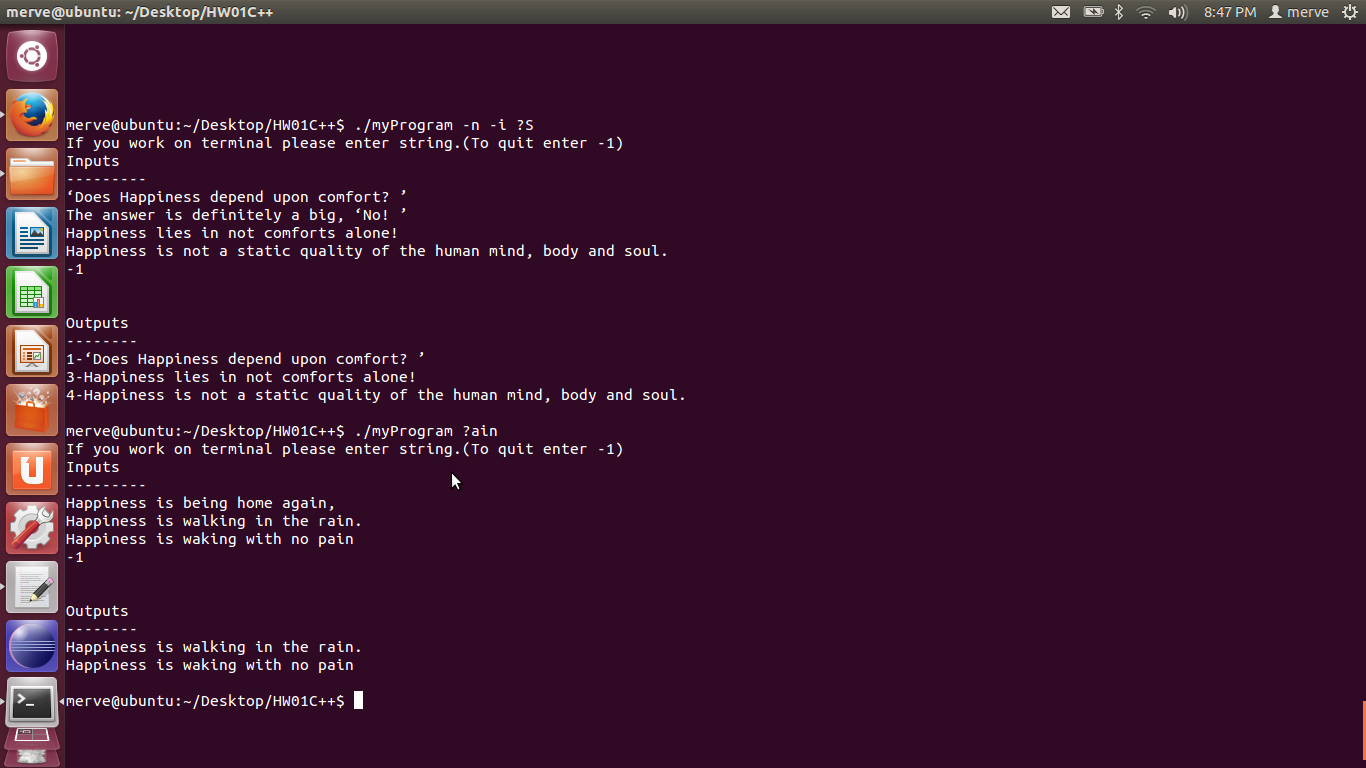 merve@ubuntu: ~/Desktop/HW01C++
8:47 PM merve
merve@ubuntu:~/Desktop/HW01C++$ ./myProgram -n -i ?S
If you work on terminal please enter string.(To quit enter -1)
Inputs
---------
‘Does Happiness depend upon comfort? ’
The answer is definitely a big, ‘No! ’
Happiness lies in not comforts alone!
Happiness is not a static quality of the human mind, body and soul.
-1
Outputs
--------
1-‘Does Happiness depend upon comfort? ’
3-Happiness lies in not comforts alone!
4-Happiness is not a static quality of the human mind, body and soul.
merve@ubuntu:~/Desktop/HW01C++$ ./myProgram ?ain
If you work on terminal please enter string.(To quit enter -1)
Inputs
---------
Happiness is being home again,
Happiness is walking in the rain.
Happiness is waking with no pain
-1
Outputs
--------
Happiness is walking in the rain.
Happiness is waking with no pain
merve@ubuntu:~/Desktop/HW01C++$